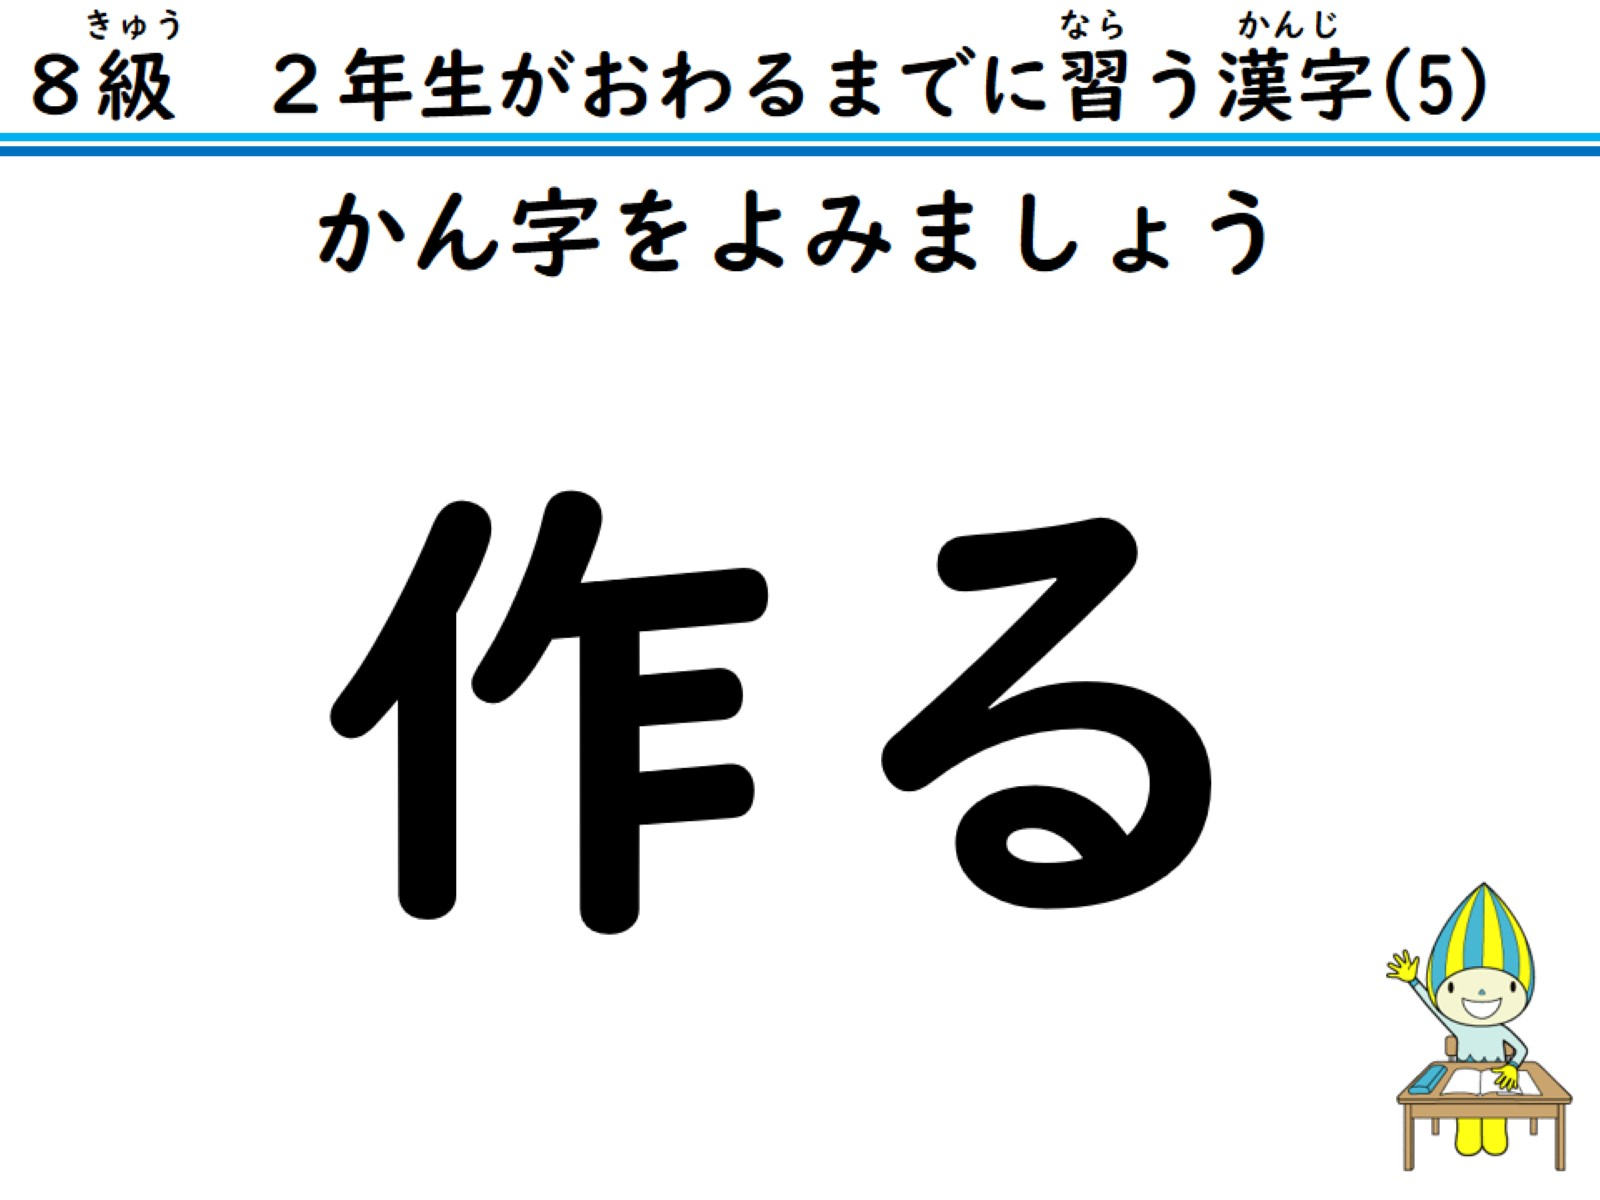 きゅう なら かんじ
８級　２年生がおわるまでに習う漢字(5)
かん字をよみましょう
作る